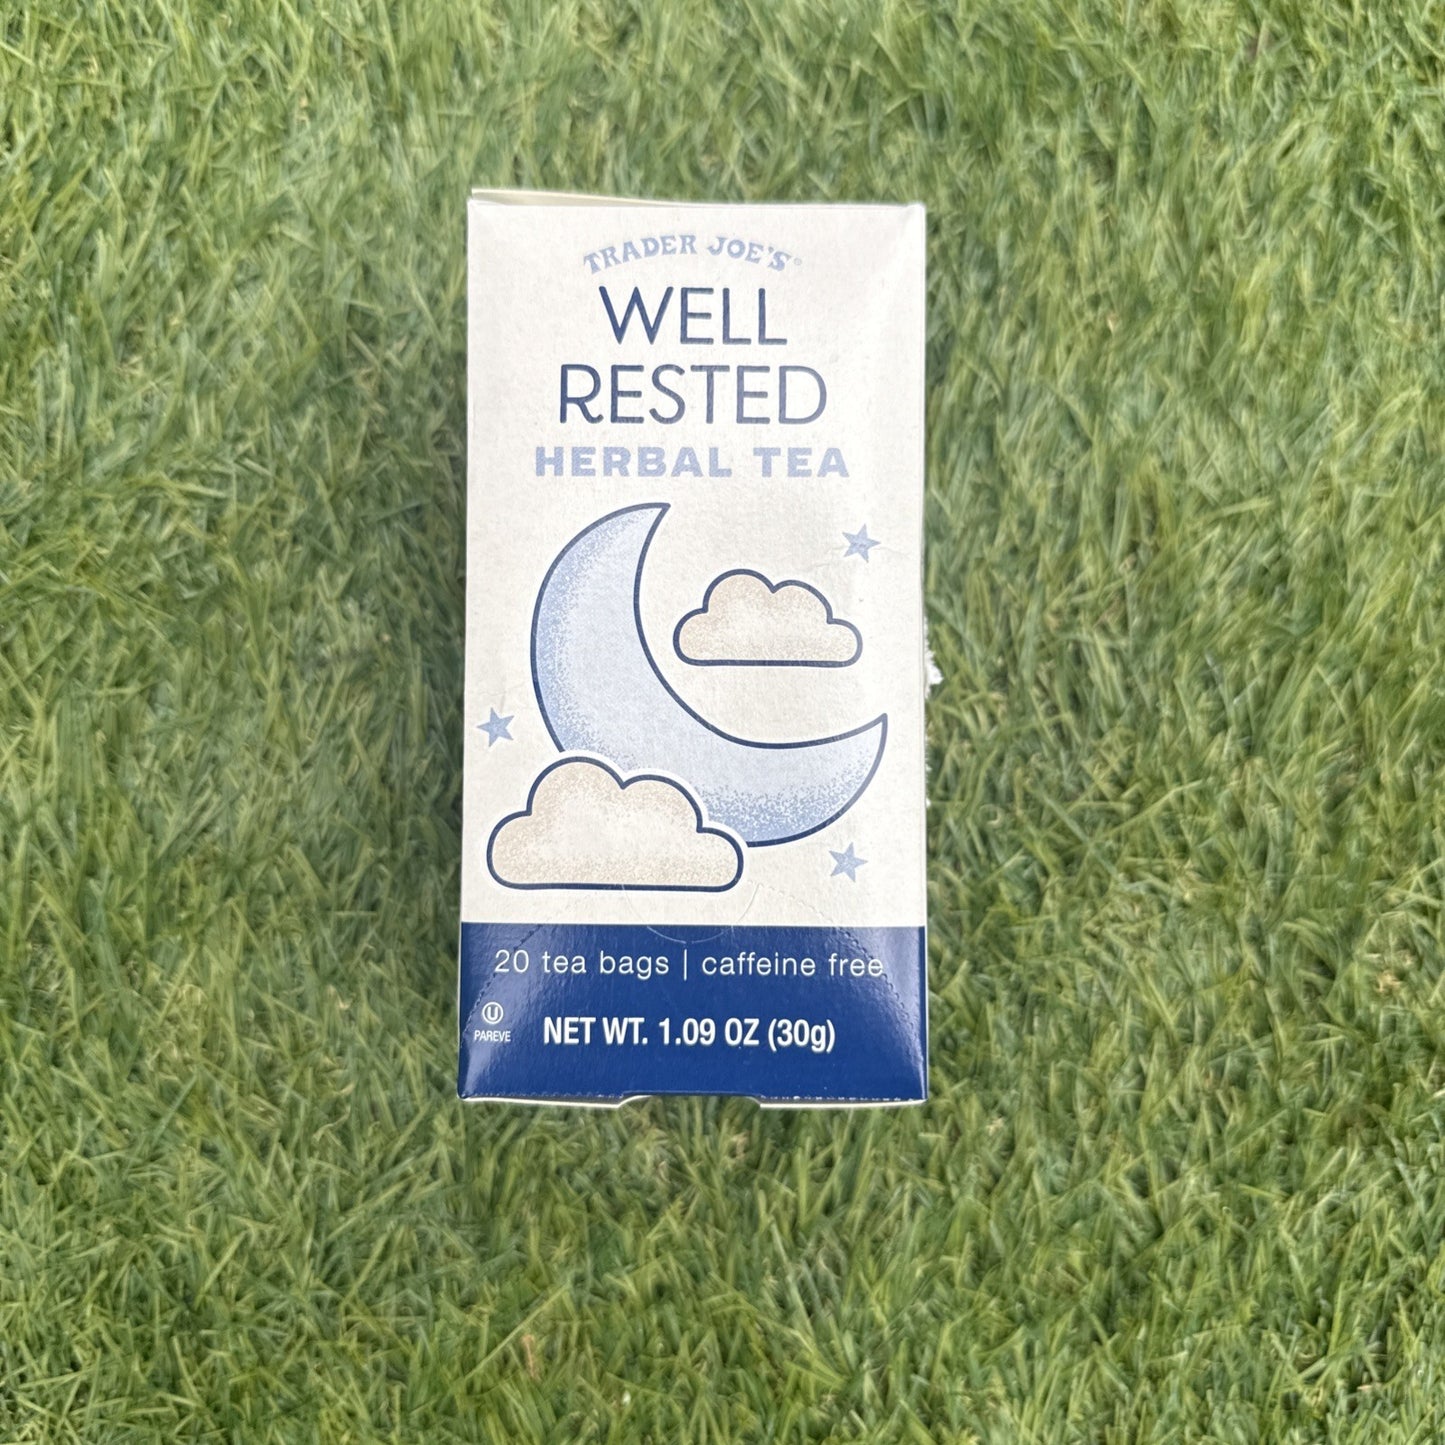 TRADER JOE'S®
WELL
RESTED
HERBAL TEA
20 tea bags | caffeine free
U
PAREVE
NET WT. 1.09 OZ (30g)